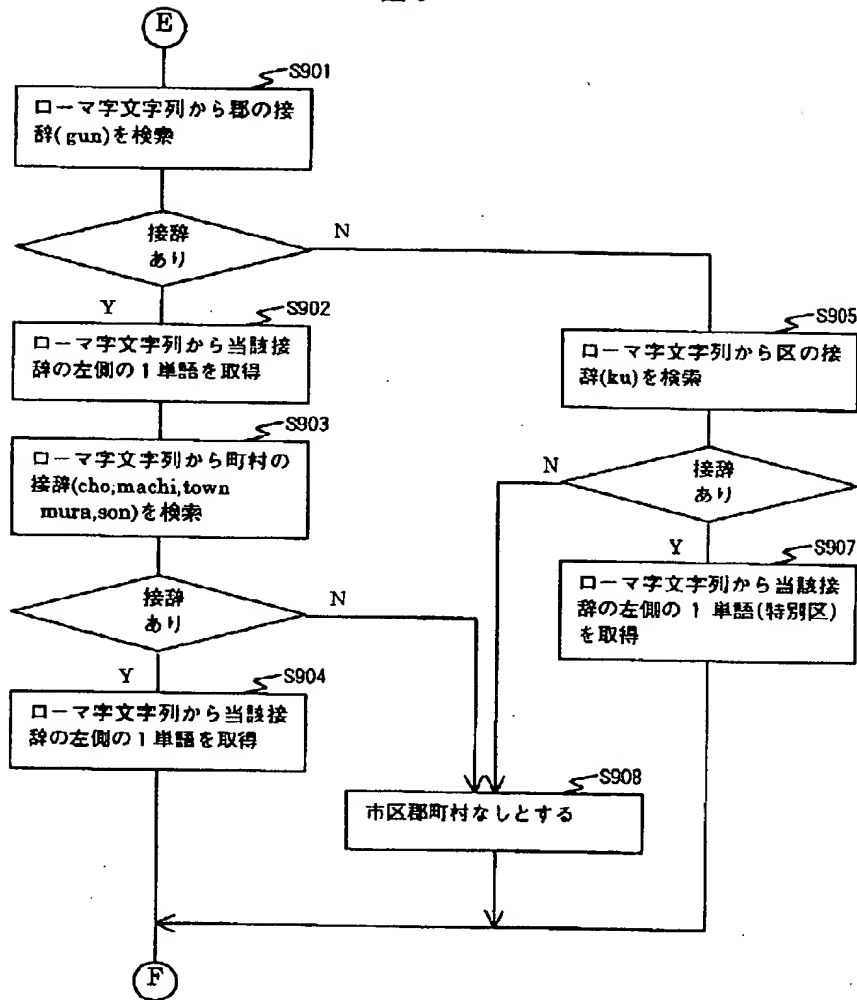 E
S901
ローマ字文字列から郡の接
辞(gun)を検索
接辞
あり
N
Y
S902
ローマ字文字列から当該接
辞の左側の1単語を取得
S903
ローマ字文字列から町村の
接辞(cho,machi,town
mura,son)を検索
接辞
あり
N
Y
S904
ローマ字文字列から当該接
辞の左側の1単語を取得
S905
ローマ字文字列から区の接
辞(ku)を検索
接辞
あり
N
Y
S907
ローマ字文字列から当該接
辞の左側の1単語(特別区)
を取得
S908
市区郡町村なしとする
F